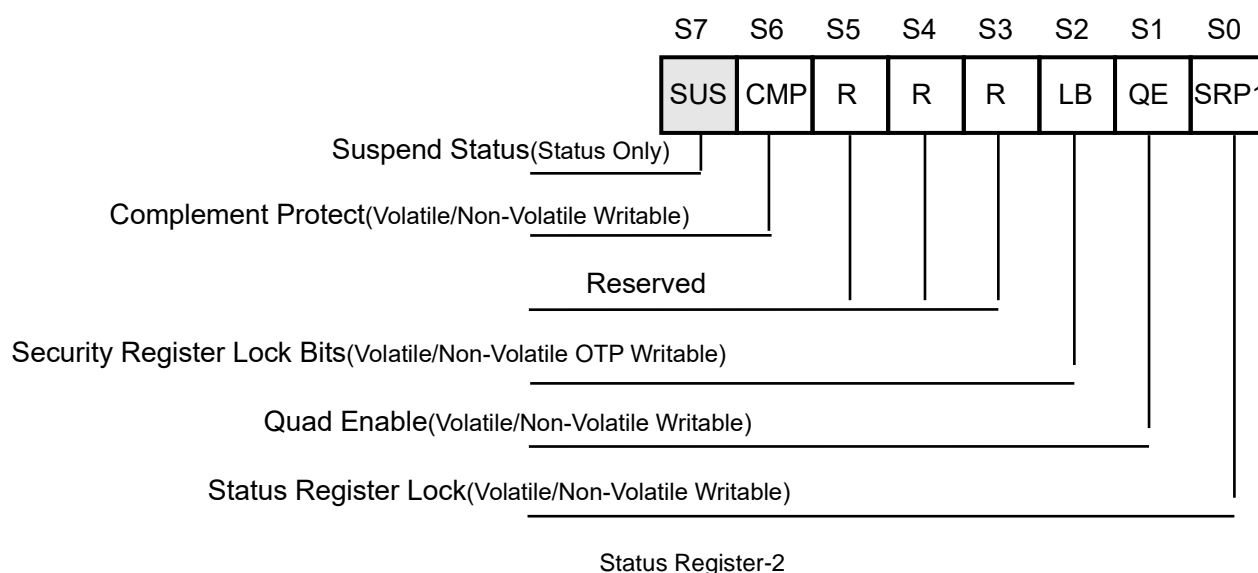 S7 S6 S5 S4 S3 S2 S1 S0
SUS CMP R R R LB QE SRP1
Suspend Status(Status Only)
Complement Protect(Volatile/Non-Volatile Writable)
Reserved
Security Register Lock Bits(Volatile/Non-Volatile OTP Writable)
Quad Enable(Volatile/Non-Volatile Writable)
Status Register Lock(Volatile/Non-Volatile Writable)
Status Register-2